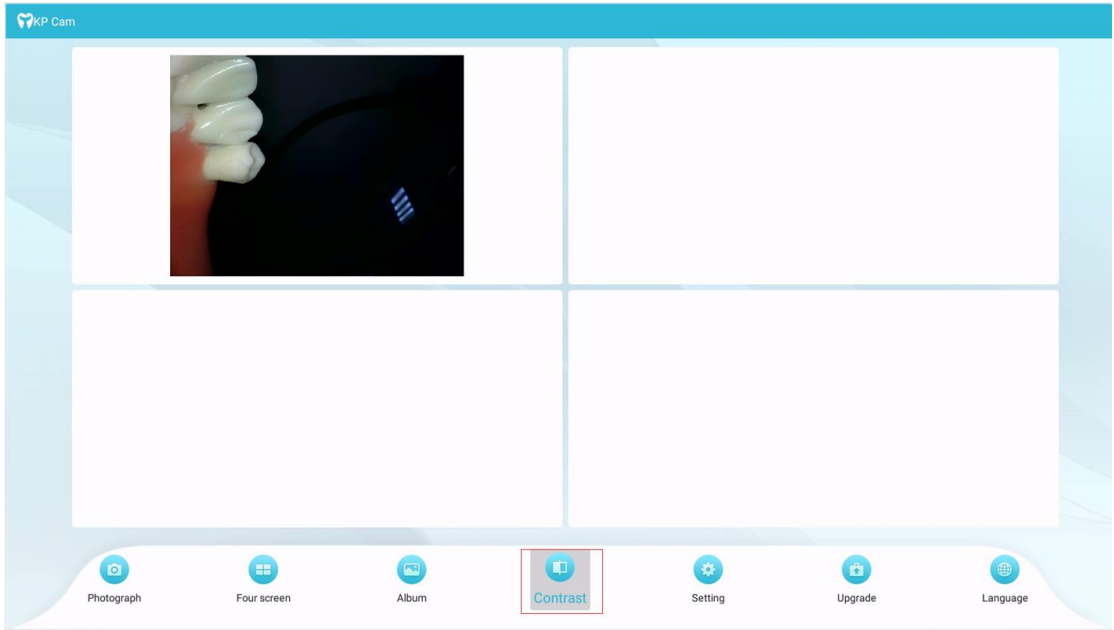 KP Cam
Photograph
Four screen
Album
Contrast
Setting
Upgrade
Language